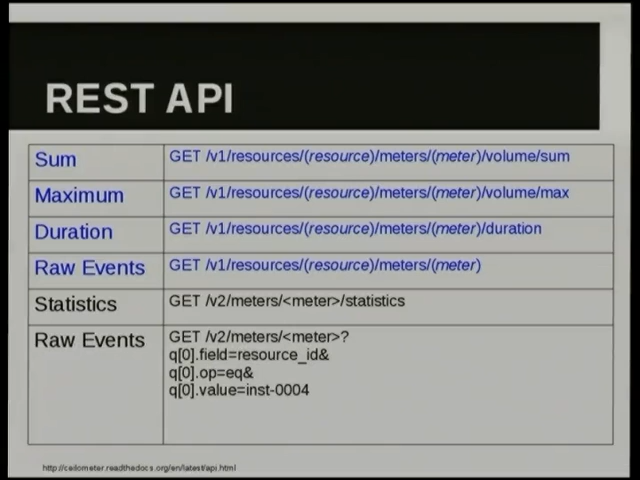 REST API
Sum GET /v1/resources/(resource)/meters/(meter)/volume/sum
Maximum GET /v1/resources/(resource)/meters/(meter)/volume/max
Duration GET /v1/resources/(resource)/meters/(meter)/duration
Raw Events GET /v1/resources/(resource)/meters/(meter)
Statistics GET /v2/meters/<meter>/statistics
Raw Events GET /v2/meters/<meter>?
q[0].field=resource_id&
q[0].op=eq&
q[0].value=inst-0004
http://ceilometer.readthedocs.org/en/latest/api.html